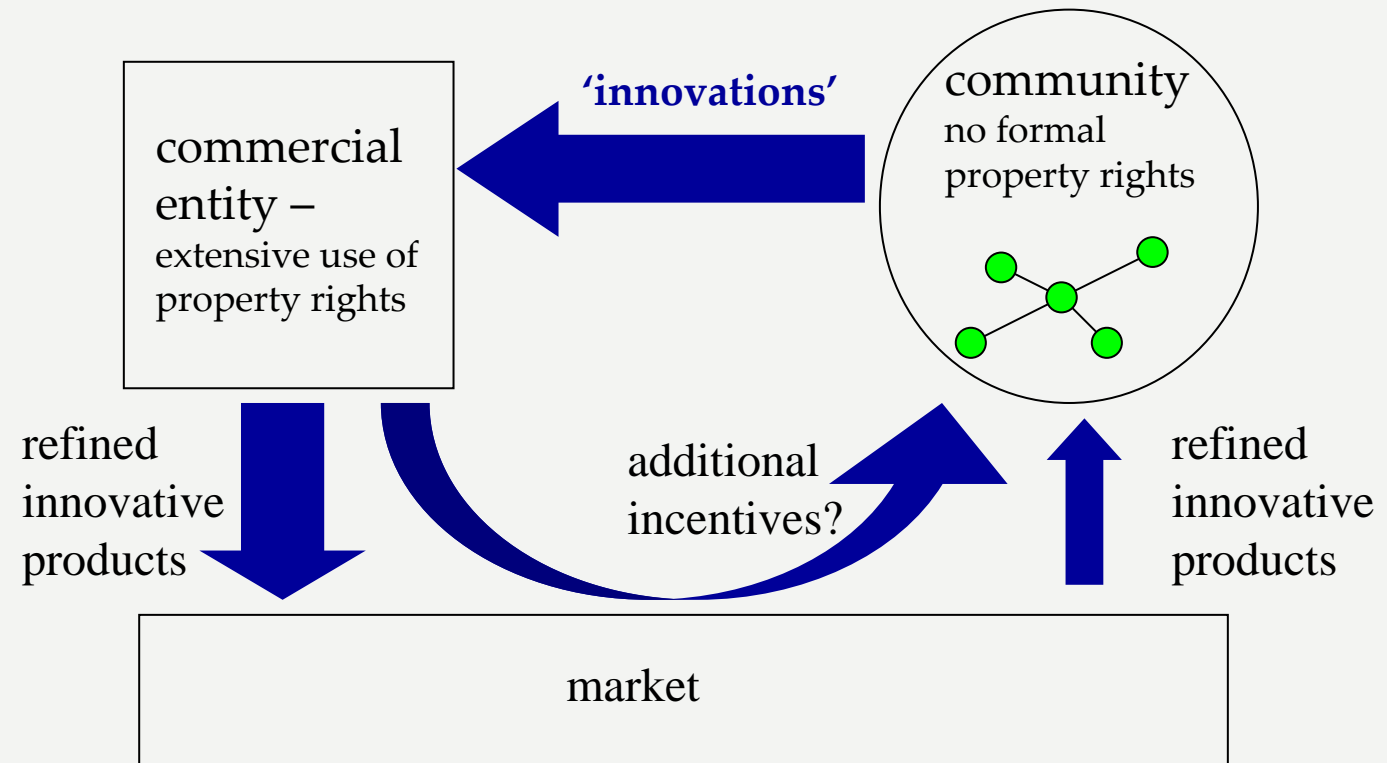 ‘innovations’
commercial
entity –
extensive use of
property rights
community
no formal
property rights
refined
innovative
products
additional
incentives?
refined
innovative
products
market